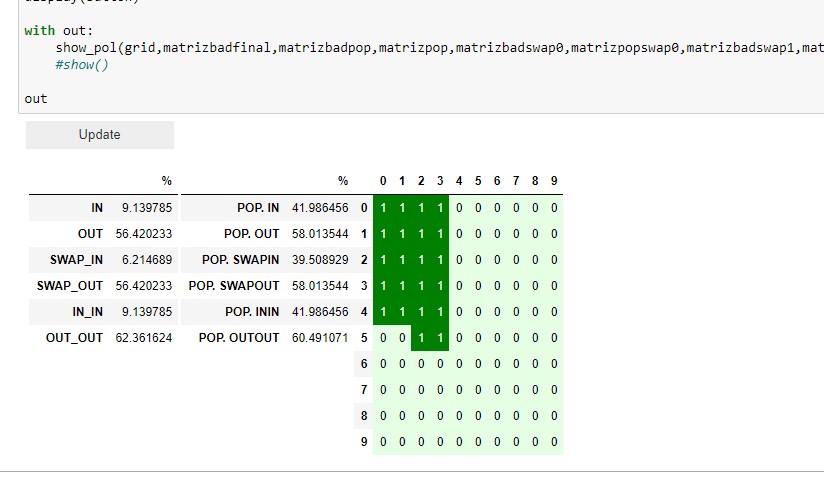 with out:
show_pol(grid,matrizbadfinal,matrizbadpop,matrizpop,matrizbadswap0,matrizpopswap0,matrizbadswap1,mat
#show()
out
Update
% % 0 1 2 3 4 5 6 7 8 9
IN 9.139785 POP. IN 41.986456 0 1 1 1 1 0 0 0 0 0 0
OUT 56.420233 POP. OUT 58.013544 1 1 1 1 1 0 0 0 0 0 0
SWAP_IN 6.214689 POP. SWAPIN 39.508929 2 1 1 1 1 0 0 0 0 0 0
SWAP_OUT 56.420233 POP. SWAPOUT 58.013544 3 1 1 1 1 0 0 0 0 0 0
IN_IN 9.139785 POP. ININ 41.986456 4 1 1 1 1 0 0 0 0 0 0
OUT_OUT 62.361624 POP. OUTOUT 60.491071 5 0 0 1 1 0 0 0 0 0 0
6 0 0 0 0 0 0 0 0 0 0
7 0 0 0 0 0 0 0 0 0 0
8 0 0 0 0 0 0 0 0 0 0
9 0 0 0 0 0 0 0 0 0 0